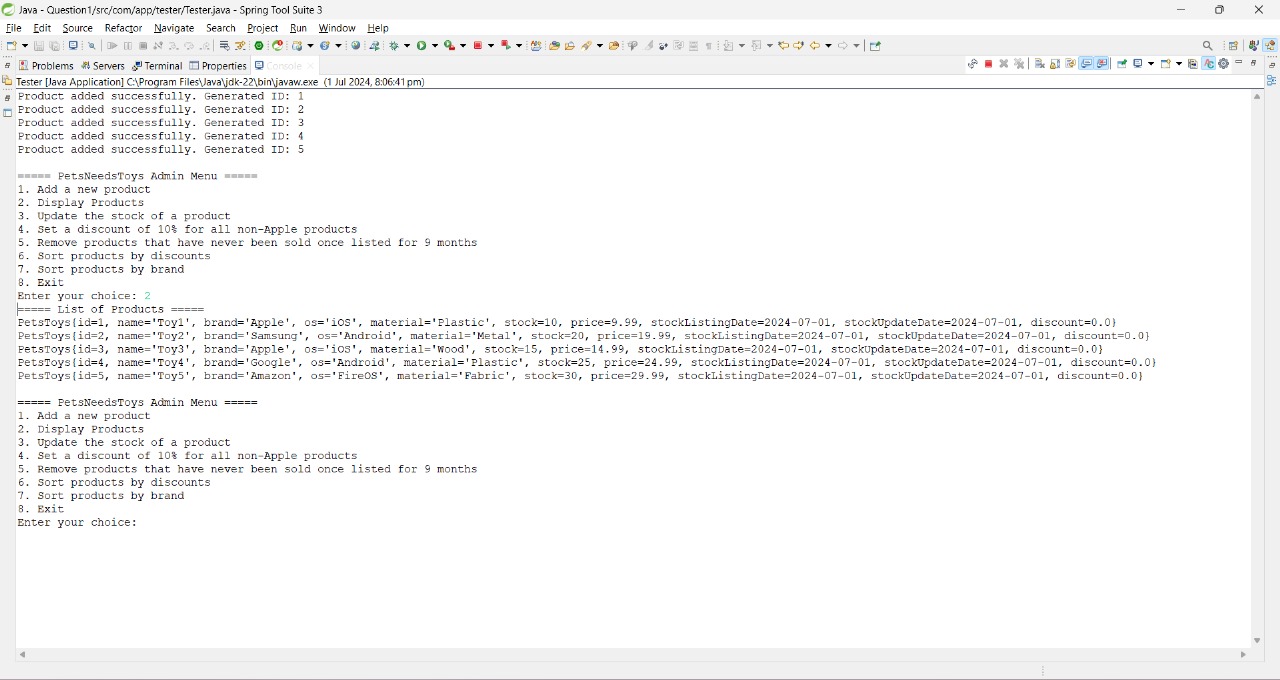 Java - Question1/src/com/app/tester/Tester.java - Spring Tool Suite 3
File Edit Source Refactor Navigate Search Project Run Window Help
Problems Servers Terminal Properties Console
Tester [Java Application] C:\Program Files\Java\jdk-22\bin\javaw.exe (1 Jul 2024, 8:06:41 pm)
Product added successfully. Generated ID: 1
Product added successfully. Generated ID: 2
Product added successfully. Generated ID: 3
Product added successfully. Generated ID: 4
Product added successfully. Generated ID: 5
===== PetsNeedsToys Admin Menu =====
1. Add a new product
2. Display Products
3. Update the stock of a product
4. Set a discount of 10% for all non-Apple products
5. Remove products that have never been sold once listed for 9 months
6. Sort products by discounts
7. Sort products by brand
8. Exit
Enter your choice: 2
===== List of Products =====
PetsToys{id=1, name='Toy1', brand='Apple', os='iOS', material='Plastic', stock=10, price=9.99, stockListingDate=2024-07-01, stockUpdateDate=2024-07-01, discount=0.0}
PetsToys{id=2, name='Toy2', brand='Samsung', os='Android', material='Metal', stock=20, price=19.99, stockListingDate=2024-07-01, stockUpdateDate=2024-07-01, discount=0.0}
PetsToys{id=3, name='Toy3', brand='Apple', os='iOS', material='Wood', stock=15, price=14.99, stockListingDate=2024-07-01, stockUpdateDate=2024-07-01, discount=0.0}
PetsToys{id=4, name='Toy4', brand='Google', os='Android', material='Plastic', stock=25, price=24.99, stockListingDate=2024-07-01, stockUpdateDate=2024-07-01, discount=0.0}
PetsToys{id=5, name='Toy5', brand='Amazon', os='FireOS', material='Fabric', stock=30, price=29.99, stockListingDate=2024-07-01, stockUpdateDate=2024-07-01, discount=0.0}
===== PetsNeedsToys Admin Menu =====
1. Add a new product
2. Display Products
3. Update the stock of a product
4. Set a discount of 10% for all non-Apple products
5. Remove products that have never been sold once listed for 9 months
6. Sort products by discounts
7. Sort products by brand
8. Exit
Enter your choice: